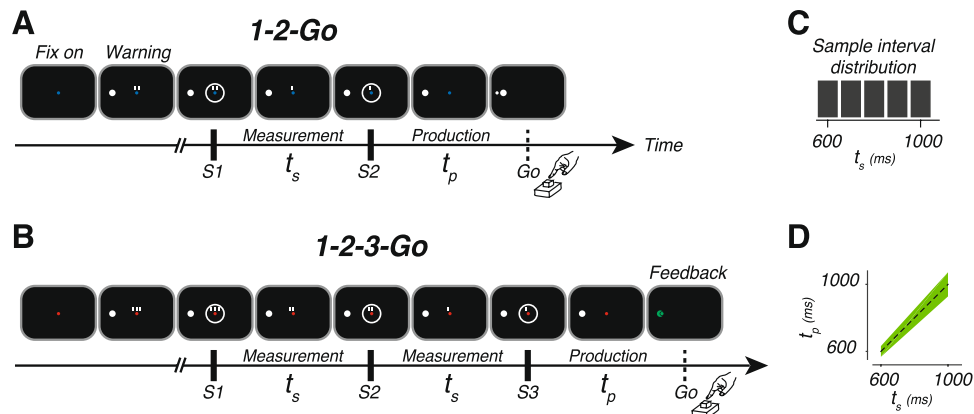 A
1-2-Go
Fix on
Warning
Measurement
Production
Time
S1
t_s
S2
t_p
Go
B
1-2-3-Go
Feedback
Measurement
Measurement
Production
S1
t_s
S2
t_s
S3
t_p
Go
C
Sample interval
distribution
600
1000
t_s (ms)
D
1000
t_p (ms)
600
600
1000
t_s (ms)